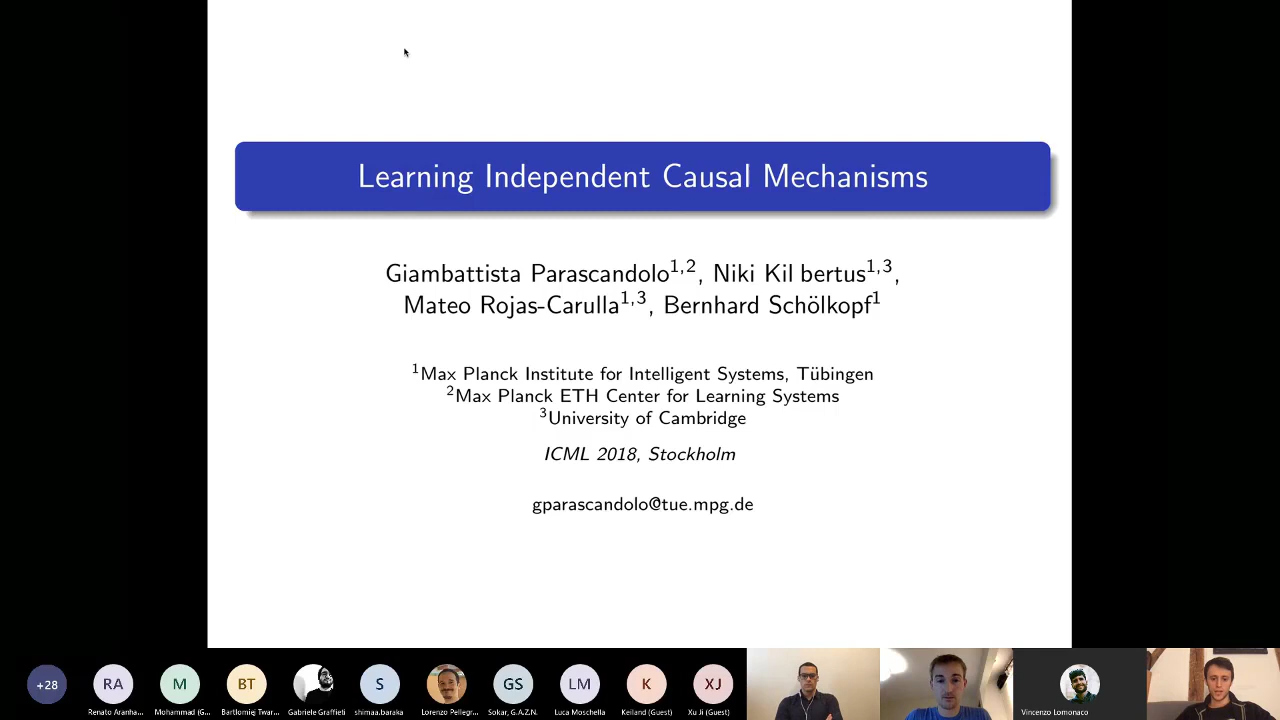 Learning Independent Causal Mechanisms
Giambattista Parascandolo1,2, Niki Kil bertus1,3,
Mateo Rojas-Carulla1,3, Bernhard Schölkopf1
1Max Planck Institute for Intelligent Systems, Tübingen
2Max Planck ETH Center for Learning Systems
3University of Cambridge
ICML 2018, Stockholm
gparascandolo@tue.mpg.de
+28 RA M BT S GS LM K XJ
Renato Aranha... Mohammad (G... Bartłomiej Twar... Gabriele Graffieti shimaa.baraka Lorenzo Pellegr... Sokar, G.A.Z.N. Luca Moschella Keiland (Guest) Xu Ji (Guest) Vincenzo Lomonaco